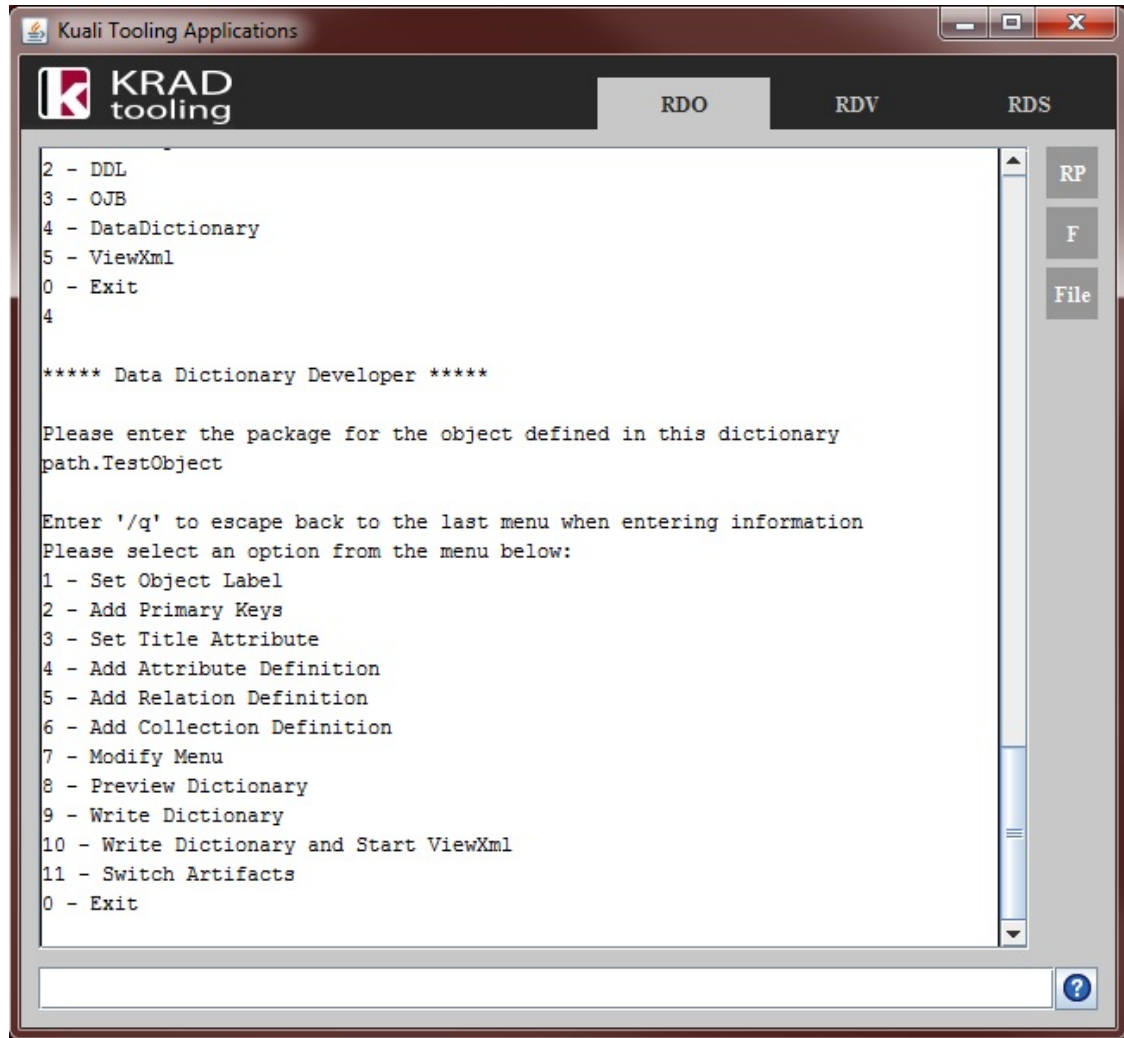 Kuali Tooling Applications
KRAD
tooling
RDO
RDV
RDS
2 - DDL
3 - OJB
4 - DataDictionary
5 - ViewXml
0 - Exit
4
***** Data Dictionary Developer *****
Please enter the package for the object defined in this dictionary
path.TestObject
Enter '/q' to escape back to the last menu when entering information
Please select an option from the menu below:
1 - Set Object Label
2 - Add Primary Keys
3 - Set Title Attribute
4 - Add Attribute Definition
5 - Add Relation Definition
6 - Add Collection Definition
7 - Modify Menu
8 - Preview Dictionary
9 - Write Dictionary
10 - Write Dictionary and Start ViewXml
11 - Switch Artifacts
0 - Exit
RP
F
File
?